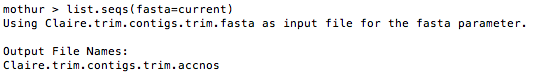 mothur > list.seqs(fasta=current)
Using Claire.trim.contigs.trim.fasta as input file for the fasta parameter.
Output File Names:
Claire.trim.contigs.trim.accnos